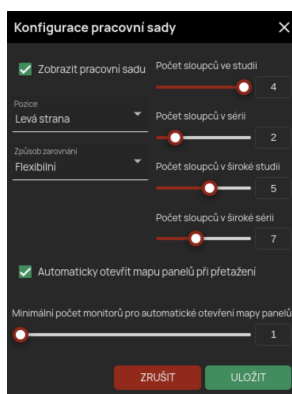 Konfigurace pracovní sady
Zobrazit pracovní sadu
Počet sloupců ve studii
4
Pozice
Levá strana
Počet sloupců v sérii
2
Způsob zarovnání
Flexibilní
Počet sloupců v široké studii
5
Počet sloupců v široké sérii
7
Automaticky otevřít mapu panelů při přetažení
Minimální počet monitorů pro automatické otevření mapy panelů
1
ZRUŠIT
ULOŽIT